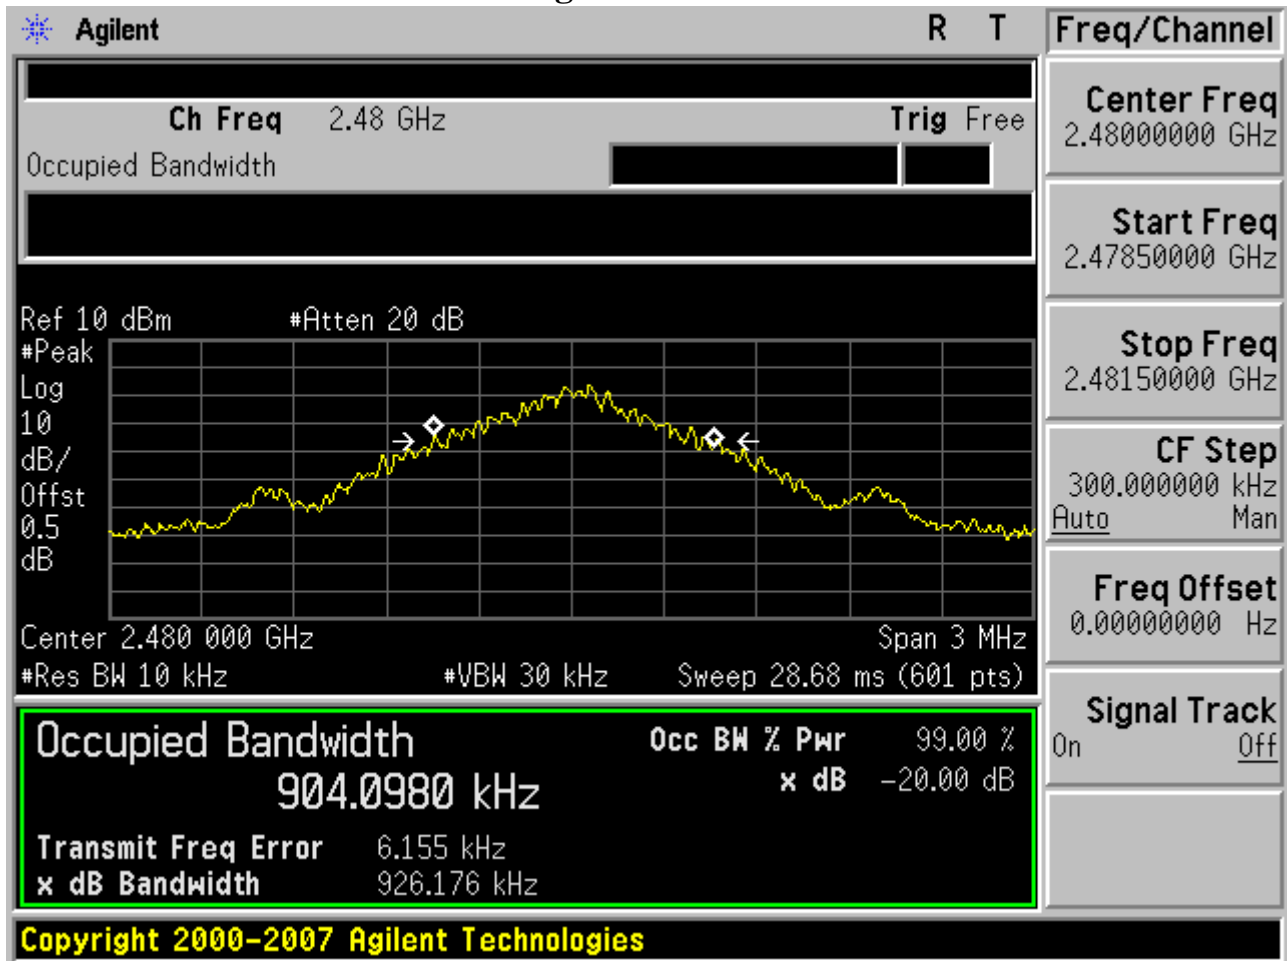 Agilent R T
Freq/Channel
Ch Freq 2.48 GHz Trig Free
Occupied Bandwidth
Center Freq
2.48000000 GHz
Start Freq
2.47850000 GHz
Stop Freq
2.48150000 GHz
CF Step
300.000000 kHz
Auto Man
Freq Offset
0.00000000 Hz
Signal Track
On Off
Ref 10 dBm #Atten 20 dB
#Peak
Log
10
dB/
Offst
0.5
dB
Center 2.480 000 GHz Span 3 MHz
#Res BW 10 kHz #VBW 30 kHz Sweep 28.68 ms (601 pts)
Occupied Bandwidth
904.0980 kHz
Occ BW % Pwr 99.00 %
x dB -20.00 dB
Transmit Freq Error 6.155 kHz
x dB Bandwidth 926.176 kHz
Copyright 2000-2007 Agilent Technologies